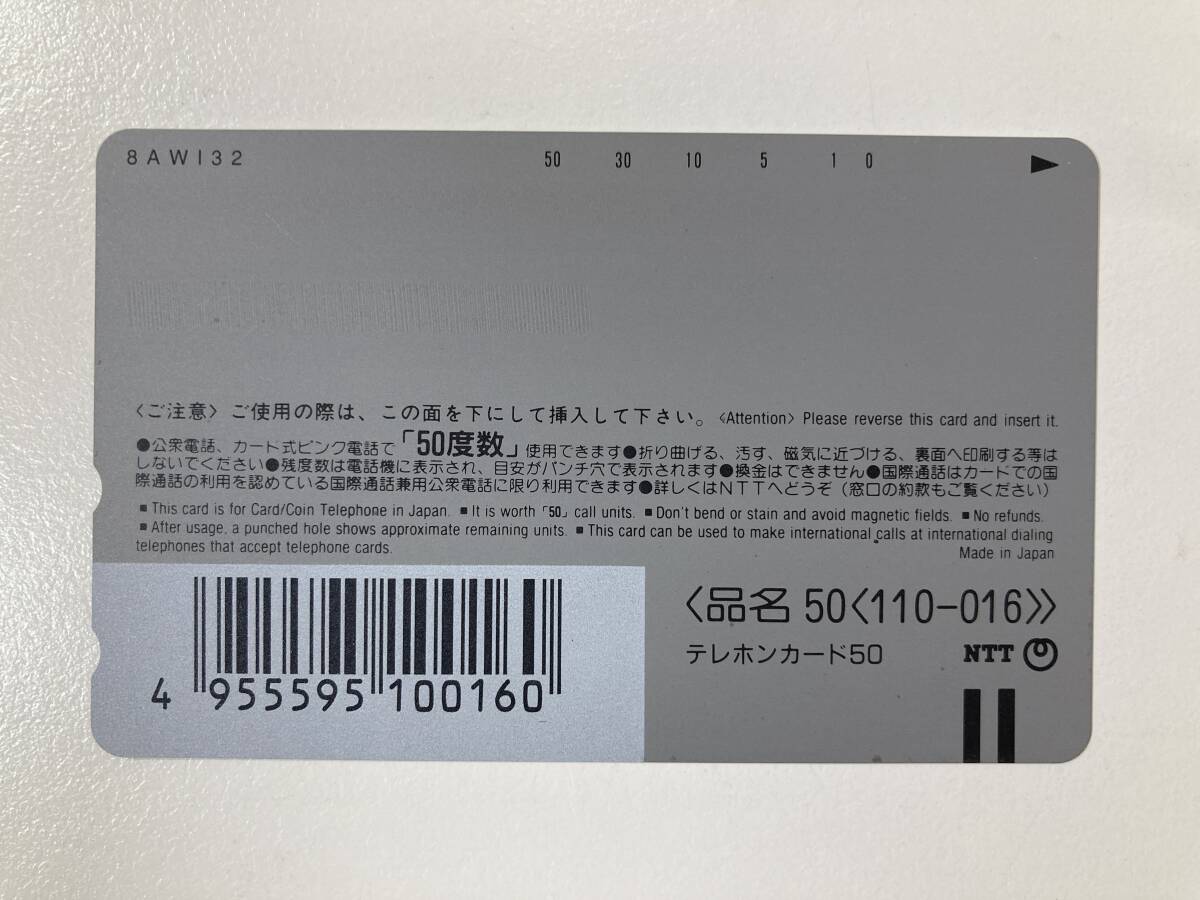 8AWI32
50 30 10 5 1 0 ▶
〈ご注意〉ご使用の際は、この面を下にして挿入して下さい。〈Attention〉Please reverse this card and insert it.
●公衆電話、カード式ピンク電話で「50度数」使用できます●折り曲げる、汚す、磁気に近づける、裏面へ印刷する等は
しないでください●残度数は電話機に表示され、目安がパンチ穴で表示されます●換金はできません●国際通話はカードでの国
際通話の利用を認めている国際通話兼用公衆電話に限り利用できます●詳しくはNTTへどうぞ（窓口の約款もご覧ください）
■ This card is for Card/Coin Telephone in Japan. ■ It is worth「50」call units. ■ Don't bend or stain and avoid magnetic fields. ■ No refunds.
■ After usage, a punched hole shows approximate remaining units. ■ This card can be used to make international calls at international dialing
telephones that accept telephone cards.
Made in Japan
〈品名 50〈110-016〉〉
テレホンカード50 NTT
4 955595 100160